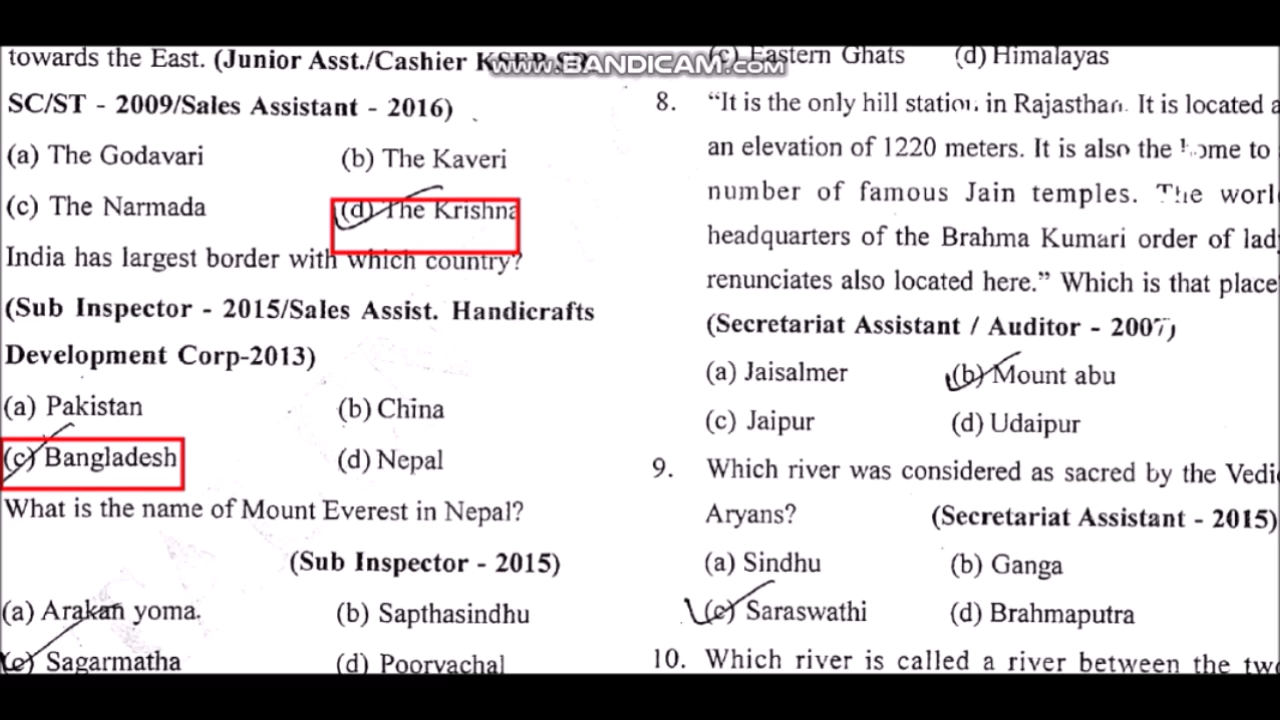 www.BANDICAM.com
towards the East. (Junior Asst./Cashier
SC/ST - 2009/Sales Assistant - 2016)
(a) The Godavari (b) The Kaveri
(c) The Narmada (d) The Krishna
India has largest border with which country?
(Sub Inspector - 2015/Sales Assist. Handicrafts
Development Corp-2013)
(a) Pakistan (b) China
(c) Bangladesh (d) Nepal
What is the name of Mount Everest in Nepal?
(Sub Inspector - 2015)
(a) Arakan yoma. (b) Sapthasindhu
(c) Sagarmatha (d) Poorvachal
(c) Eastern Ghats (d) Himalayas
8. “It is the only hill station in Rajasthan. It is located
an elevation of 1220 meters. It is also the home to
number of famous Jain temples. The
headquarters of the Brahma Kumari order of
renunciates also located here.” Which is that place
(Secretariat Assistant / Auditor - 2007)
(a) Jaisalmer (b) Mount abu
(c) Jaipur (d) Udaipur
9. Which river was considered as sacred by the
Aryans? (Secretariat Assistant - 2015)
(a) Sindhu (b) Ganga
(c) Saraswathi (d) Brahmaputra
10. Which river is called a river between the